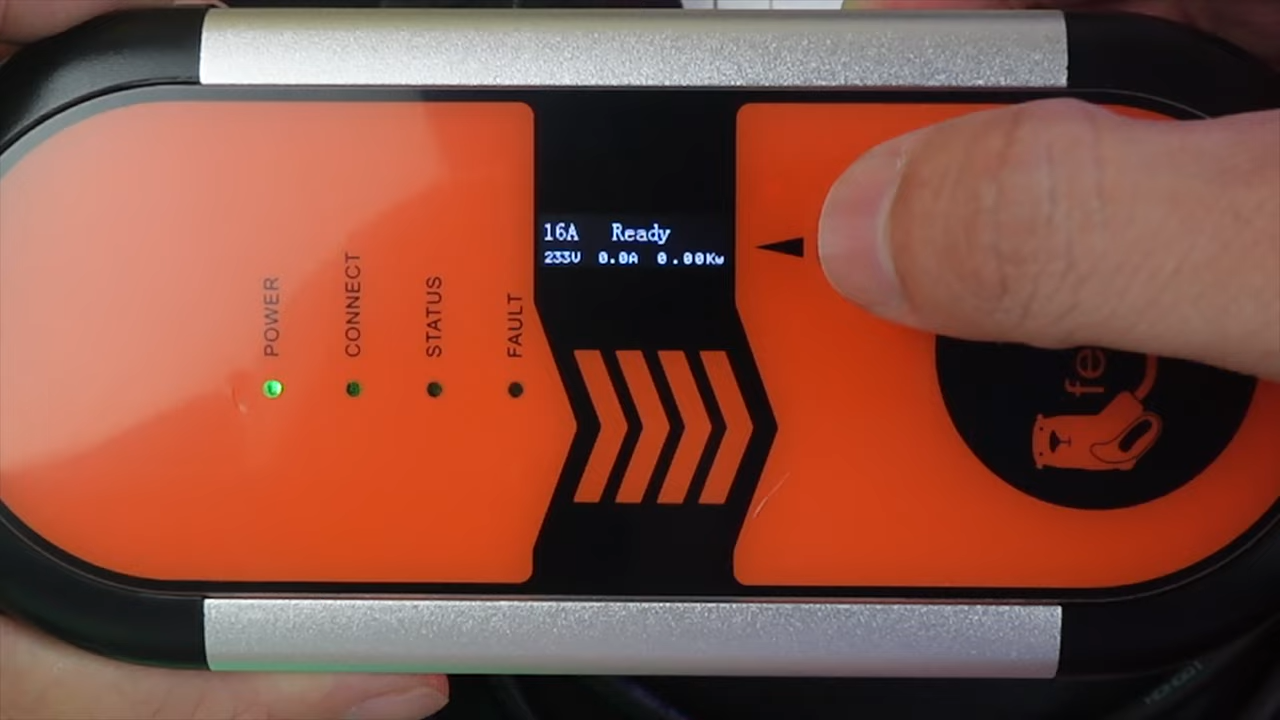 16A Ready
233V 0.0A 0.00Kw
POWER
CONNECT
STATUS
FAULT